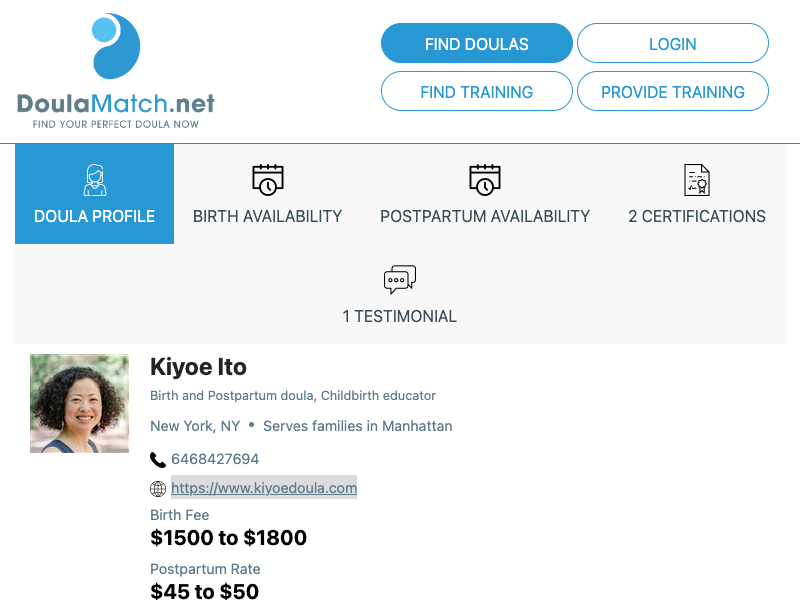 DoulaMatch.net
FIND YOUR PERFECT DOULA NOW
FIND DOULAS
LOGIN
FIND TRAINING
PROVIDE TRAINING
DOULA PROFILE
BIRTH AVAILABILITY
POSTPARTUM AVAILABILITY
2 CERTIFICATIONS
1 TESTIMONIAL
Kiyoe Ito
Birth and Postpartum doula, Childbirth educator
New York, NY • Serves families in Manhattan
6468427694
https://www.kiyoedoula.com
Birth Fee
$1500 to $1800
Postpartum Rate
$45 to $50